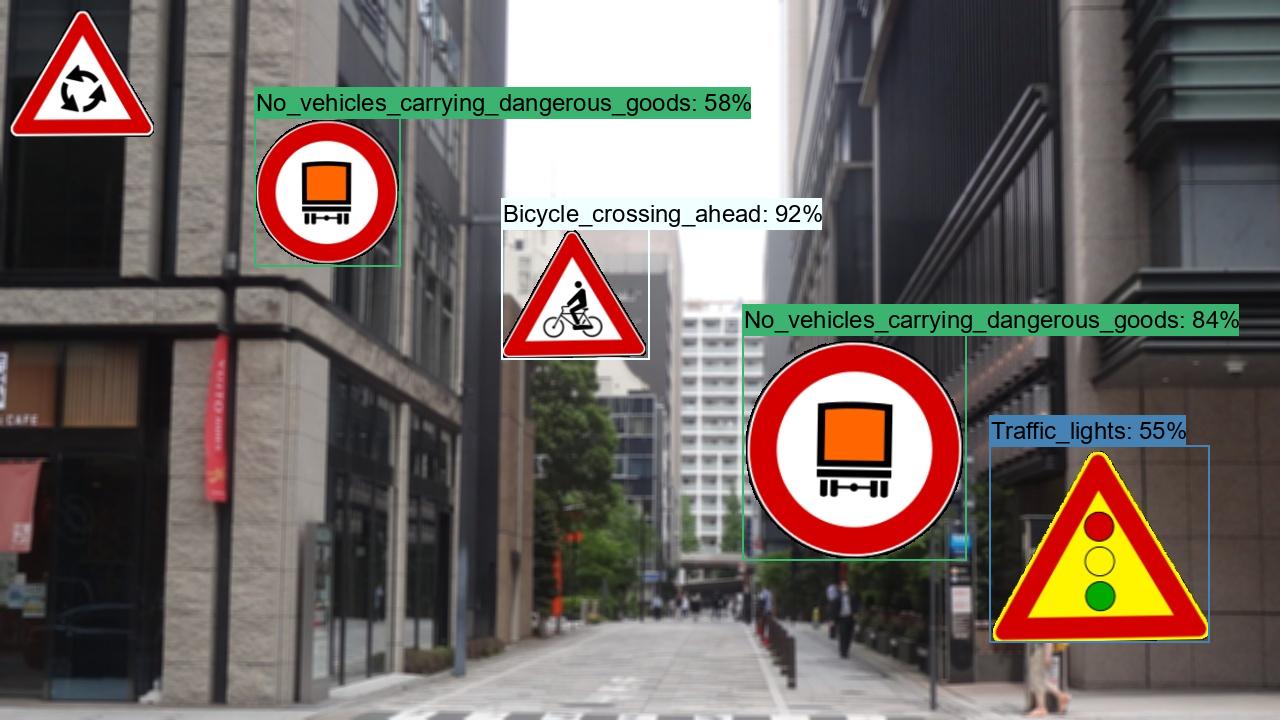 No_vehicles_carrying_dangerous_goods: 58%
Bicycle_crossing_ahead: 92%
No_vehicles_carrying_dangerous_goods: 84%
Traffic_lights: 55%
CAFE